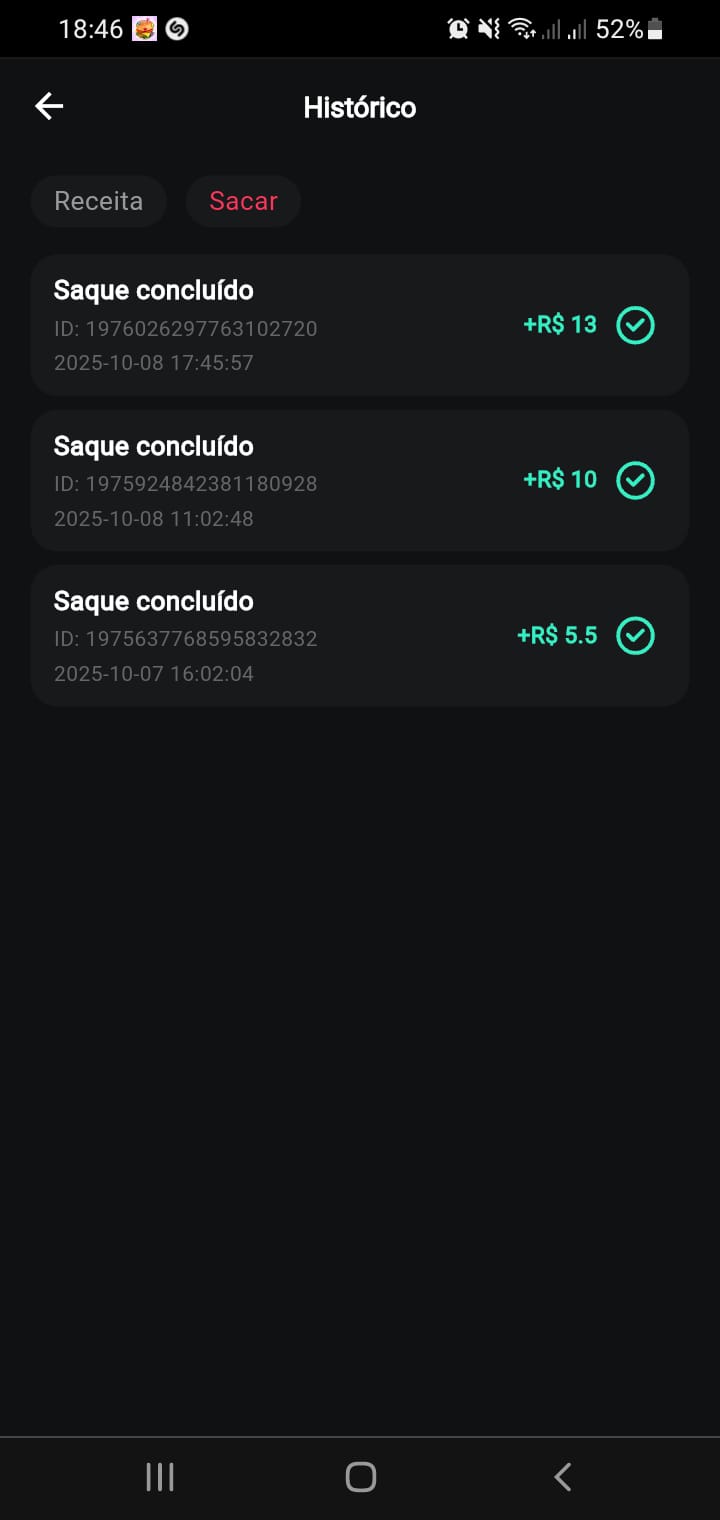 18:46
52%
Histórico
Receita
Sacar
Saque concluído
ID: 1976026297763102720
2025-10-08 17:45:57
+R$ 13
Saque concluído
ID: 1975924842381180928
2025-10-08 11:02:48
+R$ 10
Saque concluído
ID: 1975637768595832832
2025-10-07 16:02:04
+R$ 5.5